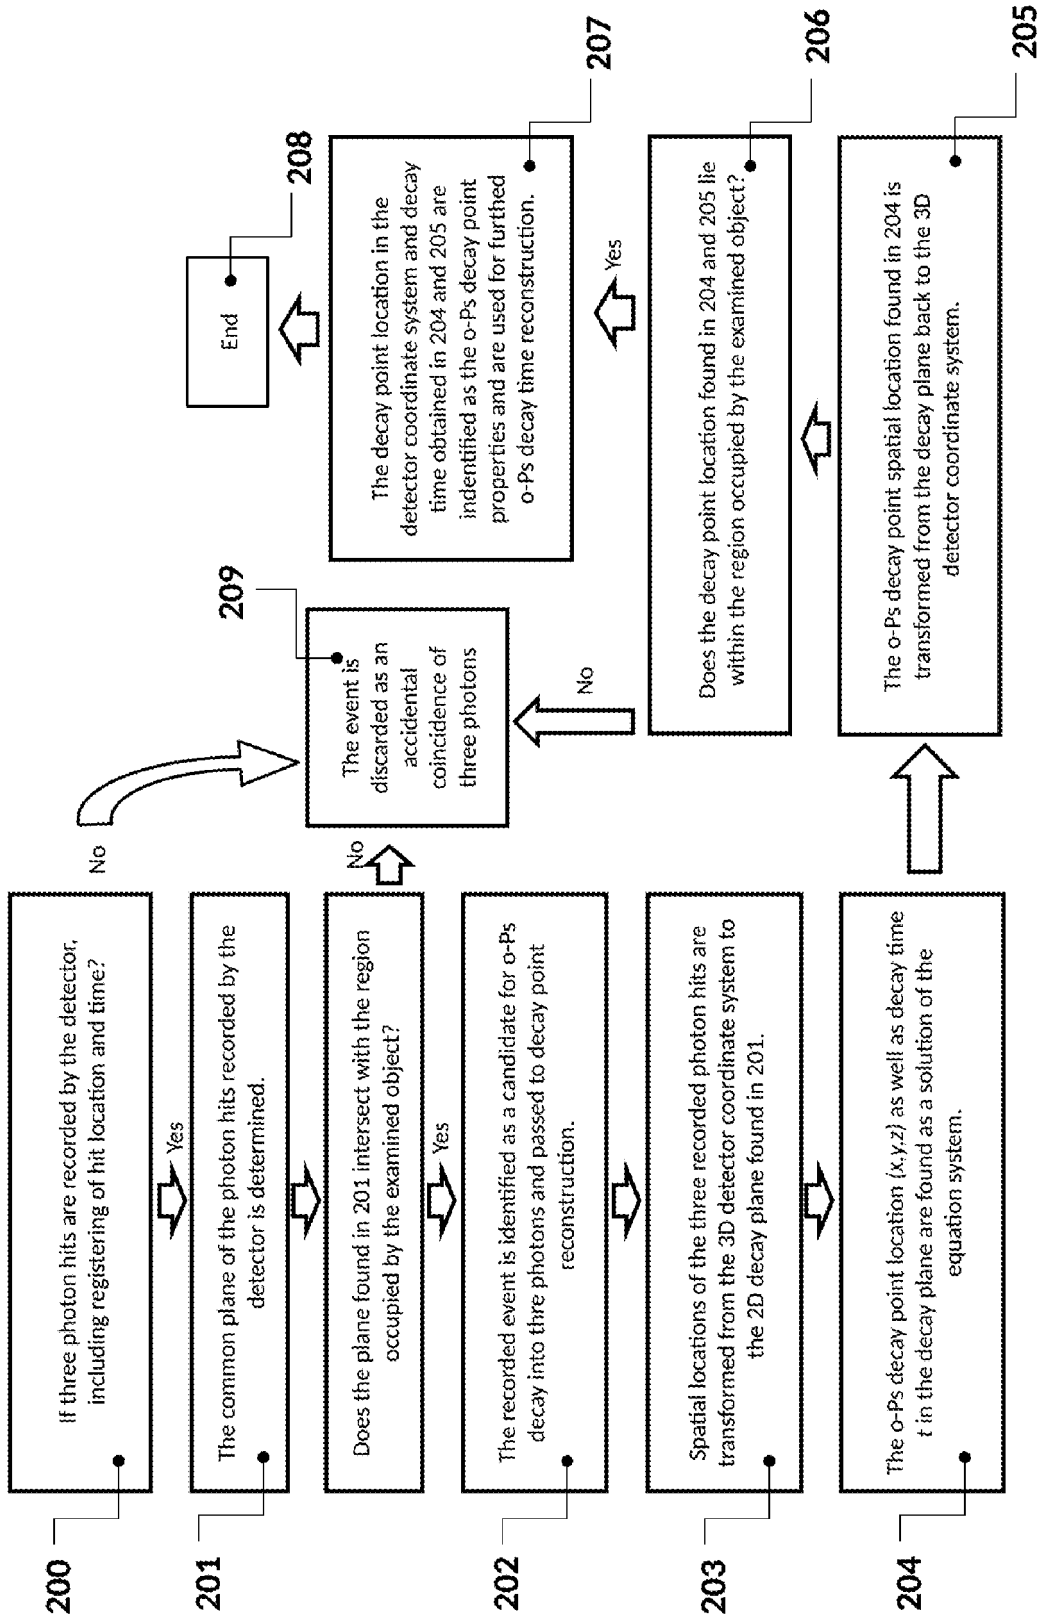 200
If three photon hits are recorded by the detector,
including registering of hit location and time?
No
Yes
201
The common plane of the photon hits recorded by the
detector is determined.
Does the plane found in 201 intersect with the region
occupied by the examined object?
No
Yes
202
The recorded event is identified as a candidate for o-Ps
decay into thre photons and passed to decay point
reconstruction.
203
Spatial locations of the three recorded photon hits are
transformed from the 3D detector coordinate system to
the 2D decay plane found in 201.
204
The o-Ps decay point location (x,y,z) as well as decay time
t in the decay plane are found as a solution of the
equation system.
205
The o-Ps decay point spatial location found in 204 is
transformed from the decay plane back to the 3D
detector coordinate system.
206
Does the decay point location found in 204 and 205 lie
within the region occupied by the examined object?
No
Yes
207
The decay point location in the
detector coordinate system and decay
time obtained in 204 and 205 are
indentified as the o-Ps decay point
properties and are used for furthed
o-Ps decay time reconstruction.
208
End
209
The event is
discarded as an
accidental
coincidence of
three photons